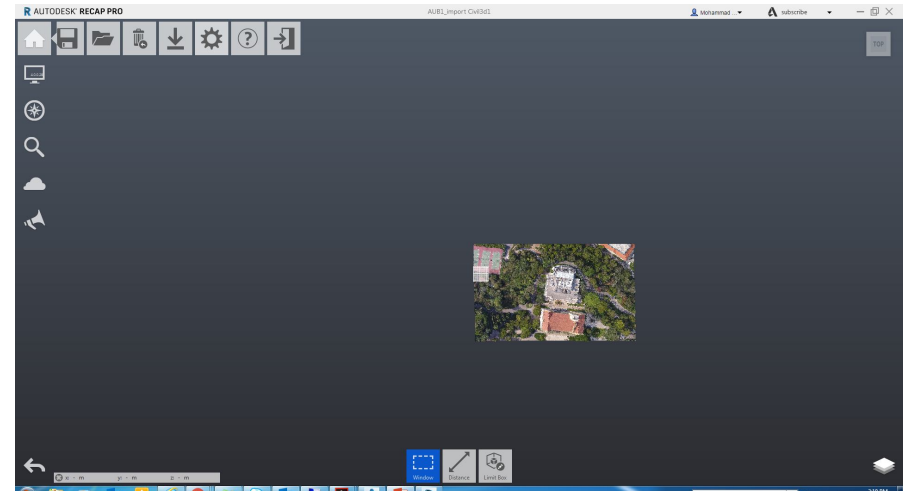 R AUTODESK® RECAP PRO
AUB1_import Civil3d1
Mohammad ...
subscribe
TOP
Window
Distance
Limit Box
x: - m y: - m z: - m